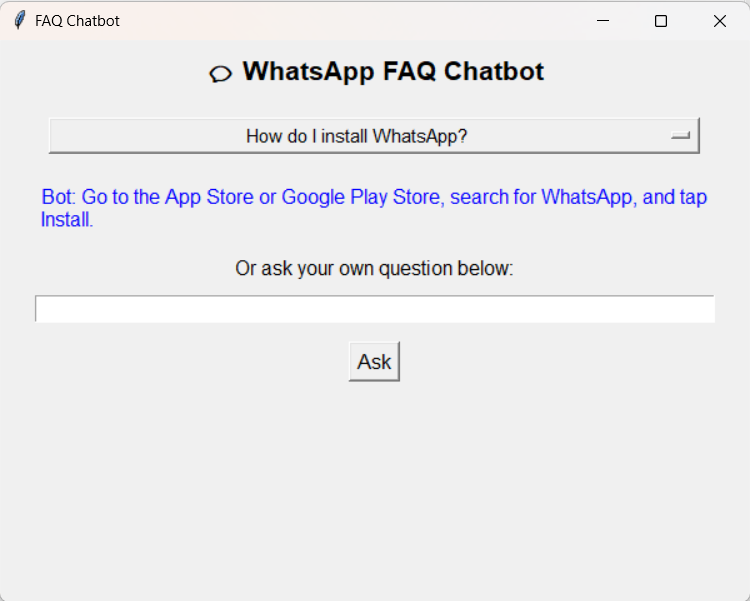 FAQ Chatbot
WhatsApp FAQ Chatbot
How do I install WhatsApp?
Bot: Go to the App Store or Google Play Store, search for WhatsApp, and tap
Install.
Or ask your own question below:
Ask